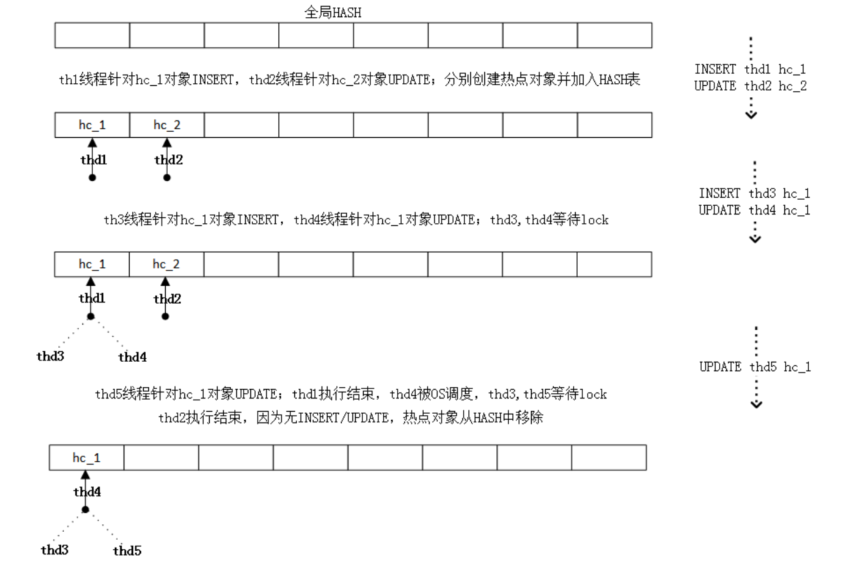 全局HASH
INSERT thd1 hc_1
UPDATE thd2 hc_2
th1线程针对hc_1对象INSERT, thd2线程针对hc_2对象UPDATE; 分别创建热点对象并加入HASH表
hc_1 hc_2
thd1 thd2
INSERT thd3 hc_1
UPDATE thd4 hc_1
th3线程针对hc_1对象INSERT, thd4线程针对hc_1对象UPDATE; thd3,thd4等待lock
hc_1 hc_2
thd1 thd2
thd3 thd4
UPDATE thd5 hc_1
thd5线程针对hc_1对象UPDATE; thd1执行结束, thd4被OS调度, thd3,thd5等待lock
thd2执行结束, 因为无INSERT/UPDATE, 热点对象从HASH中移除
hc_1
thd4
thd3 thd5